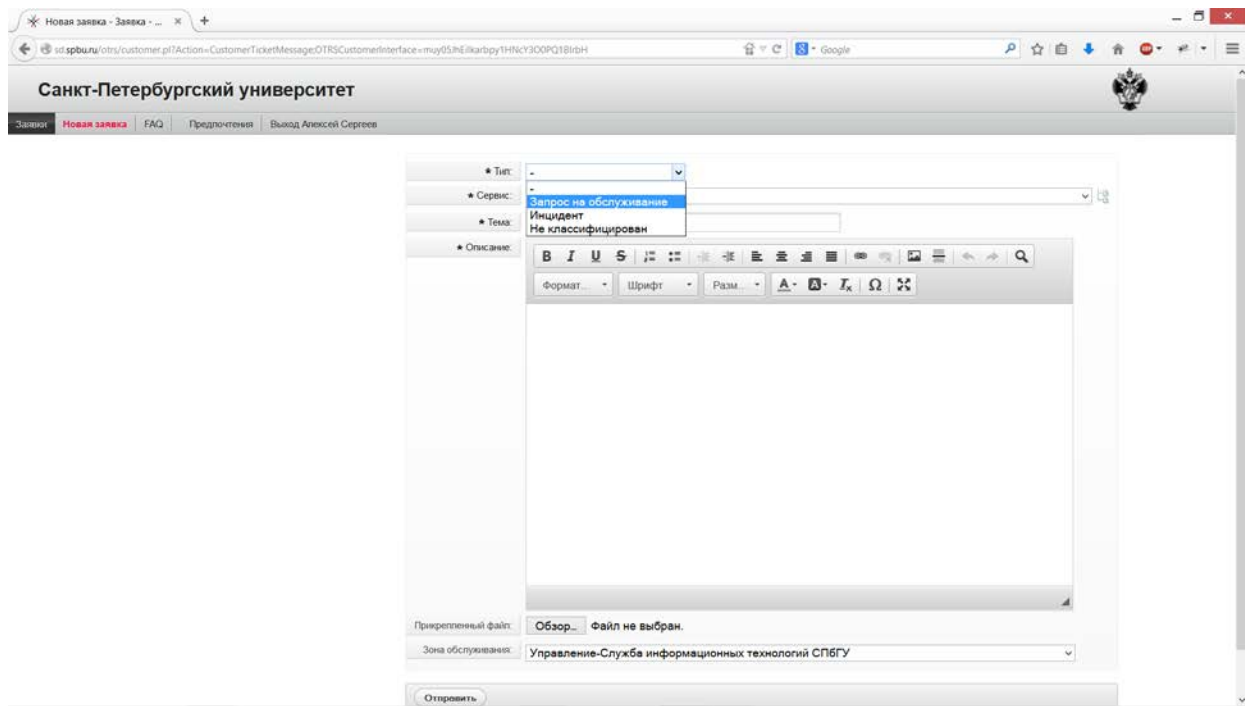 Новая заявка - Заявка - ...
sd.spbu.ru/otrs/customer.pl?Action=CustomerTicketMessage;OTRSCustomerInterface=
Google
Санкт-Петербургский университет
Заявки Новая заявка FAQ Предпочтения Выход Алексей Сергеев
★ Тип: -
-
★ Сервис:
Запрос на обслуживание
★ Тема:
Инцидент
Не классифицирован
★ Описание:
B I U S
Формат... Шрифт Разм... A A Tx Ω
Прикрепленный файл: Обзор... Файл не выбран.
Зона обслуживания: Управление-Служба информационных технологий СПбГУ
Отправить